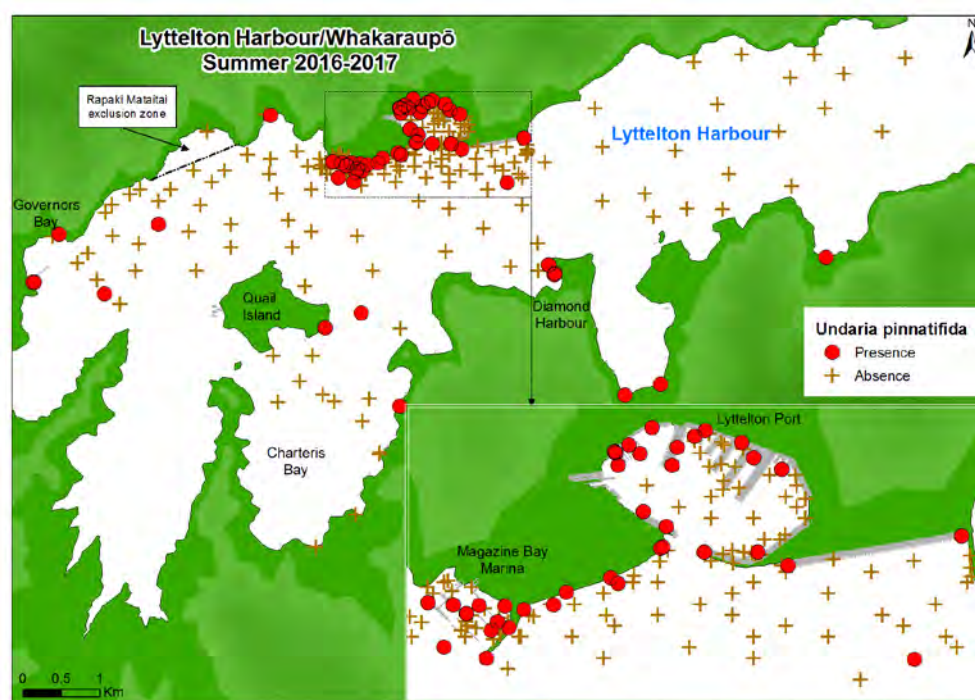 Lyttelton Harbour/Whakaraupō
Summer 2016-2017
N
Rapaki Mataitai
exclusion zone
Lyttelton Harbour
Governors
Bay
Quail
Island
Diamond
Harbour
Undaria pinnatifida
Presence
Absence
Charteris
Bay
Lyttelton Port
Magazine Bay
Marina
0 0.5 1
Km